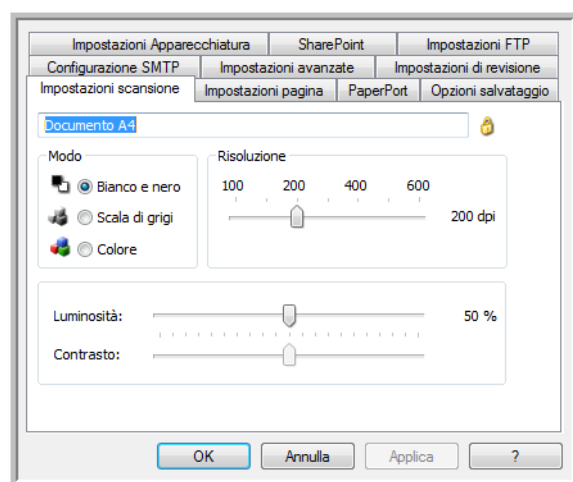 Impostazioni Apparecchiatura SharePoint Impostazioni FTP
Configurazione SMTP Impostazioni avanzate Impostazioni di revisione
Impostazioni scansione Impostazioni pagina PaperPort Opzioni salvataggio
Documento A4
Modo Risoluzione
Bianco e nero 100 200 400 600
Scala di grigi 200 dpi
Colore
Luminosità: 50 %
Contrasto:
OK Annulla Applica ?